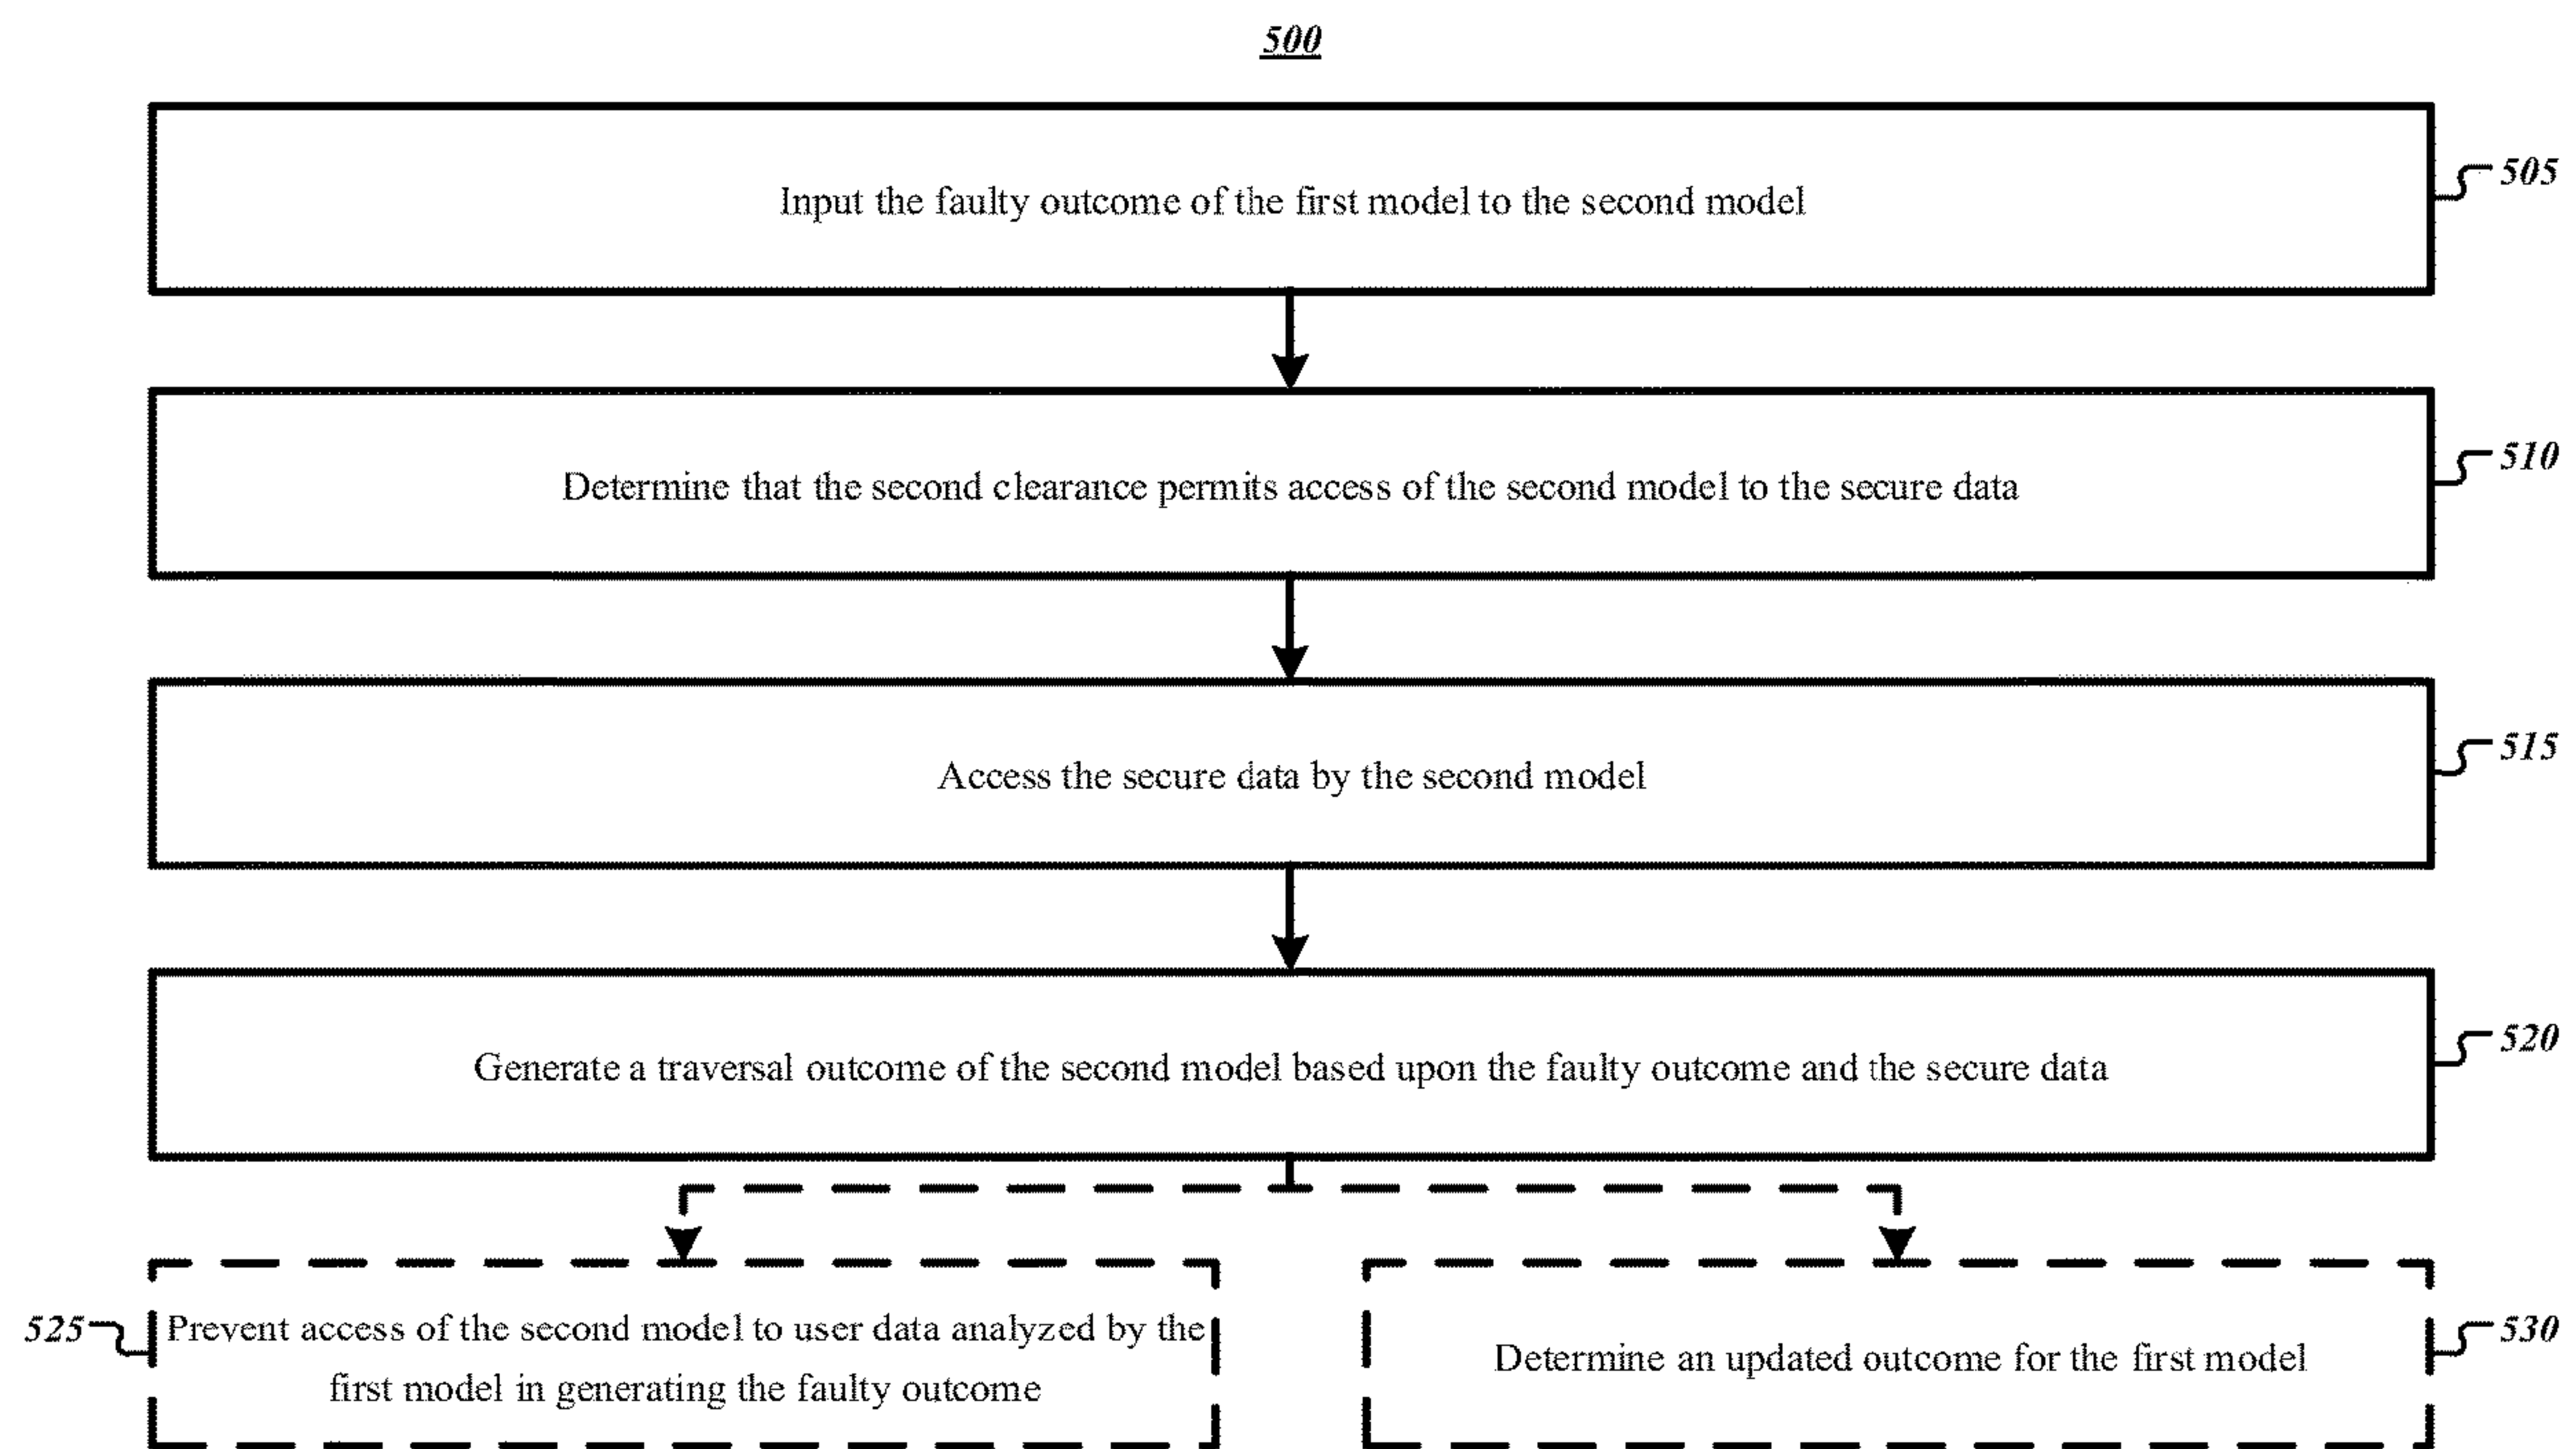 500
Input the faulty outcome of the first model to the second model
505
Determine that the second clearance permits access of the second model to the secure data
510
Access the secure data by the second model
515
Generate a traversal outcome of the second model based upon the faulty outcome and the secure data
520
525
Prevent access of the second model to user data analyzed by the
first model in generating the faulty outcome
Determine an updated outcome for the first model
530